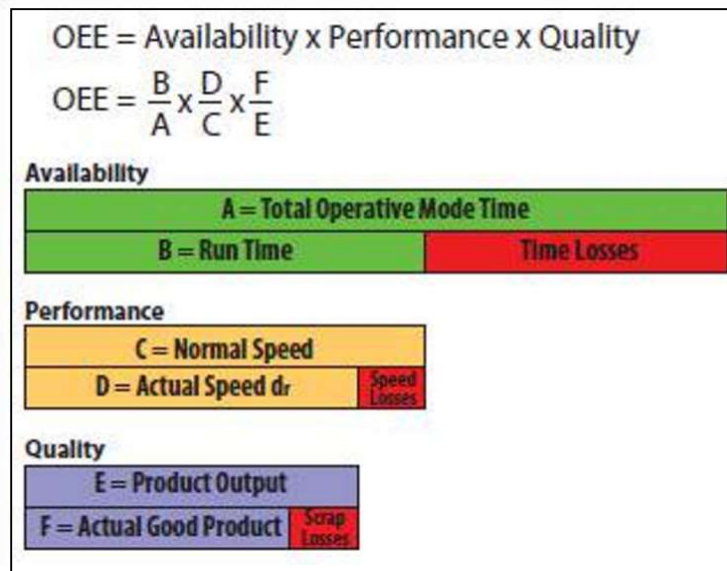 OEE = Availability x Performance x Quality
OEE = B/A x D/C x F/E
Availability
A = Total Operative Mode Time
B = Run Time Time Losses
Performance
C = Normal Speed
D = Actual Speed dr Speed Losses
Quality
E = Product Output
F = Actual Good Product Scrap Losses